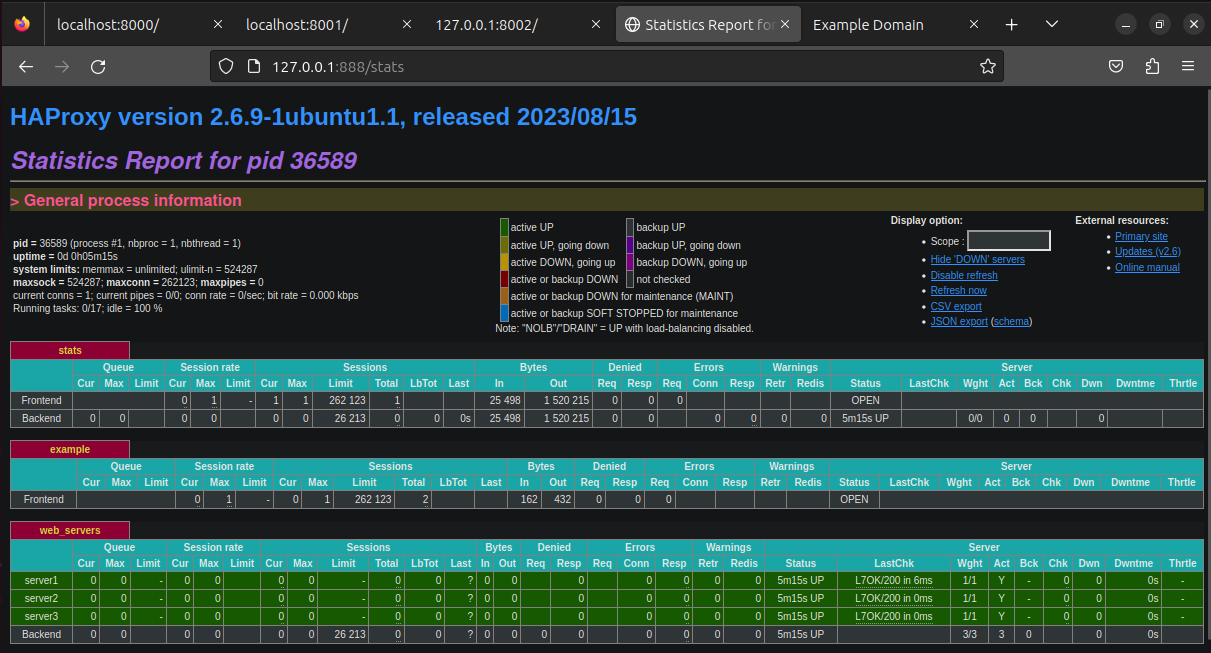 localhost:8000/ localhost:8001/ 127.0.0.1:8002/ Statistics Report for Example Domain
127.0.0.1:888/stats
HAProxy version 2.6.9-1ubuntu1.1, released 2023/08/15
Statistics Report for pid 36589
> General process information
pid = 36589 (process #1, nbproc = 1, nbthread = 1)
uptime = 0d 0h05m15s
system limits: memmax = unlimited; ulimit-n = 524287
maxsock = 524287; maxconn = 262123; maxpipes = 0
current conns = 1; current pipes = 0/0; conn rate = 0/sec; bit rate = 0.000 kbps
Running tasks: 0/17; idle = 100 %
active UP backup UP
active UP, going down backup UP, going down
active DOWN, going up backup DOWN, going up
active or backup DOWN not checked
active or backup DOWN for maintenance (MAINT)
active or backup SOFT STOPPED for maintenance
Note: "NOLB"/"DRAIN" = UP with load-balancing disabled.
Display option:
Scope :
Hide 'DOWN' servers
Disable refresh
Refresh now
CSV export
JSON export (schema)
External resources:
Primary site
Updates (v2.6)
Online manual
stats
Queue Session rate Sessions Bytes Denied Errors Warnings Server
Cur Max Limit Cur Max Limit Cur Max Limit Total LbTot Last In Out Req Resp Req Conn Resp Retr Redis Status LastChk Wght Act Bck Chk Dwn Dwntme Thrtle
Frontend 0 1 - 1 1 262 123 1 25 498 1 520 215 0 0 0 OPEN
Backend 0 0 0 0 0 0 26 213 0 0 0s 25 498 1 520 215 0 0 0 0 0 0 5m15s UP 0/0 0 0 0
example
Queue Session rate Sessions Bytes Denied Errors Warnings Server
Cur Max Limit Cur Max Limit Cur Max Limit Total LbTot Last In Out Req Resp Req Conn Resp Retr Redis Status LastChk Wght Act Bck Chk Dwn Dwntme Thrtle
Frontend 0 1 - 0 1 262 123 2 162 432 0 0 0 OPEN
web_servers
Queue Session rate Sessions Bytes Denied Errors Warnings Server
Cur Max Limit Cur Max Limit Cur Max Limit Total LbTot Last In Out Req Resp Req Conn Resp Retr Redis Status LastChk Wght Act Bck Chk Dwn Dwntme Thrtle
server1 0 0 - 0 0 0 0 - 0 0 ? 0 0 0 0 0 0 0 5m15s UP L7OK/200 in 6ms 1/1 Y - 0 0 0s -
server2 0 0 - 0 0 0 0 - 0 0 ? 0 0 0 0 0 0 0 5m15s UP L7OK/200 in 0ms 1/1 Y - 0 0 0s -
server3 0 0 - 0 0 0 0 - 0 0 ? 0 0 0 0 0 0 0 5m15s UP L7OK/200 in 0ms 1/1 Y - 0 0 0s -
Backend 0 0 0 0 0 0 26 213 0 0 ? 0 0 0 0 0 0 0 0 5m15s UP 3/3 3 0 0 0s